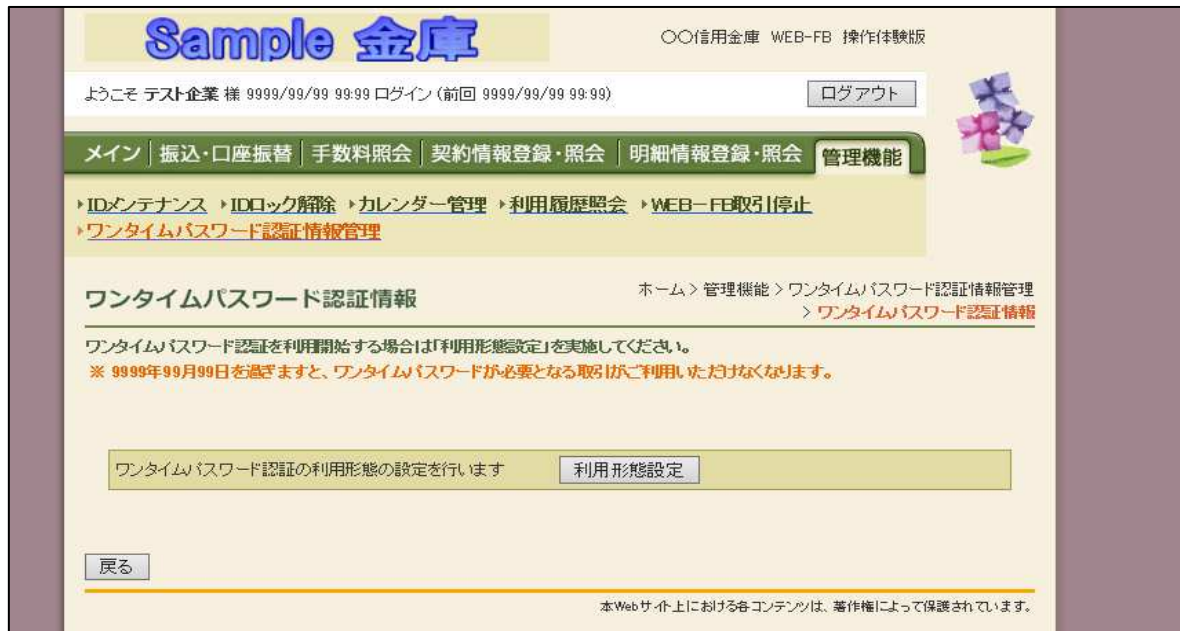 Sample 金庫
〇〇信用金庫 WEB-FB 操作体験版
ようこそ テスト企業 様 9999/99/99 99:99 ログイン (前回 9999/99/99 99:99)
ログアウト
メイン 振込・口座振替 手数料照会 契約情報登録・照会 明細情報登録・照会 管理機能
IDメンテナンス IDロック解除 カレンダー管理 利用履歴照会 WEB-FB取引停止
ワンタイムパスワード認証情報管理
ワンタイムパスワード認証情報
ホーム > 管理機能 > ワンタイムパスワード認証情報管理
> ワンタイムパスワード認証情報
ワンタイムパスワード認証を利用開始する場合は「利用形態設定」を実施してください。
※ 9999年99月99日を過ぎますと、ワンタイムパスワードが必要となる取引がご利用いただけなくなります。
ワンタイムパスワード認証の利用形態の設定を行います
利用形態設定
戻る
本Webサイト上における各コンテンツは、著作権によって保護されています。